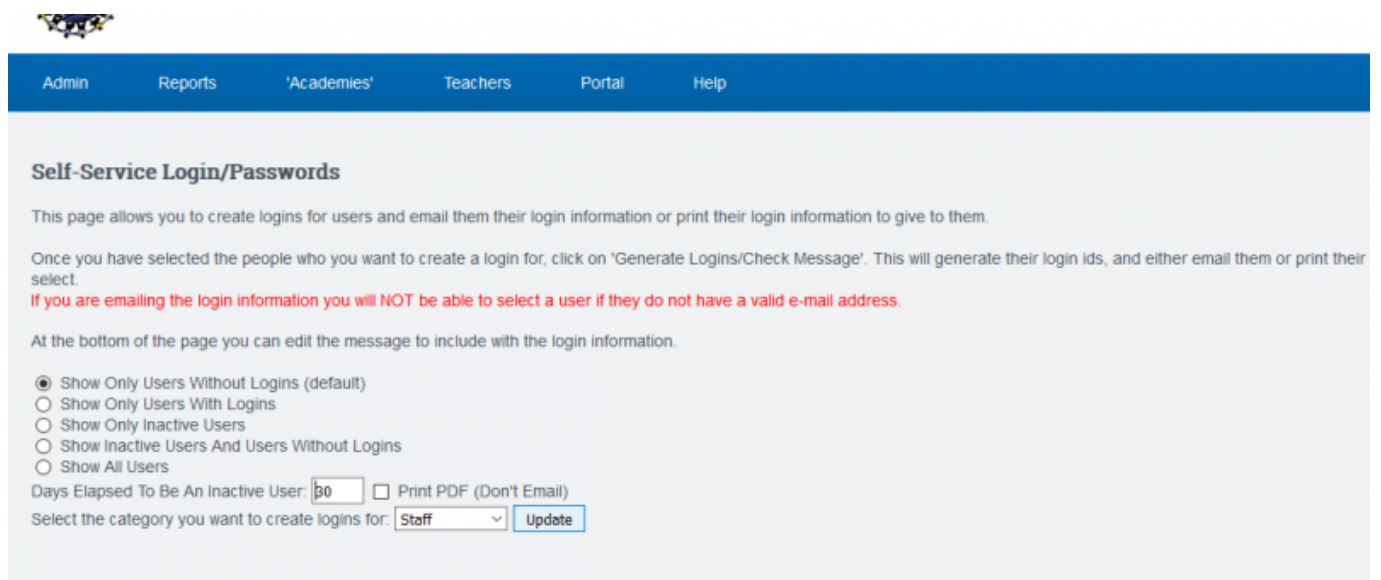 Admin Reports 'Academies' Teachers Portal Help
Self-Service Login/Passwords
This page allows you to create logins for users and email them their login information or print their login information to give to them.
Once you have selected the people who you want to create a login for, click on 'Generate Logins/Check Message'. This will generate their login ids, and either email them or print their
select.
If you are emailing the login information you will NOT be able to select a user if they do not have a valid e-mail address.
At the bottom of the page you can edit the message to include with the login information.
Show Only Users Without Logins (default)
Show Only Users With Logins
Show Only Inactive Users
Show Inactive Users And Users Without Logins
Show All Users
Days Elapsed To Be An Inactive User: 30 Print PDF (Don't Email)
Select the category you want to create logins for: Staff Update